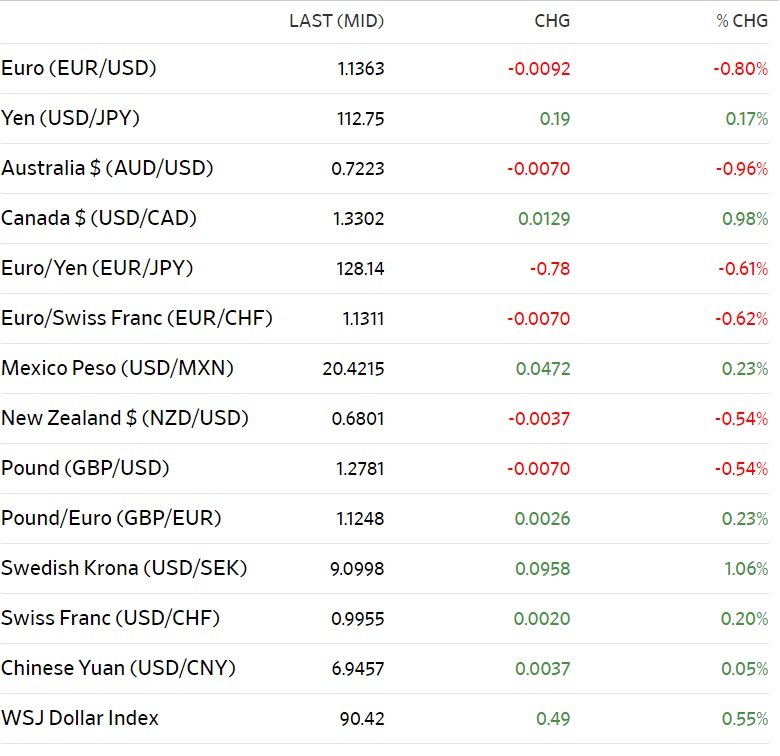 LAST (MID) CHG % CHG
Euro (EUR/USD) 1.1363 -0.0092 -0.80%
Yen (USD/JPY) 112.75 0.19 0.17%
Australia $ (AUD/USD) 0.7223 -0.0070 -0.96%
Canada $ (USD/CAD) 1.3302 0.0129 0.98%
Euro/Yen (EUR/JPY) 128.14 -0.78 -0.61%
Euro/Swiss Franc (EUR/CHF) 1.1311 -0.0070 -0.62%
Mexico Peso (USD/MXN) 20.4215 0.0472 0.23%
New Zealand $ (NZD/USD) 0.6801 -0.0037 -0.54%
Pound (GBP/USD) 1.2781 -0.0070 -0.54%
Pound/Euro (GBP/EUR) 1.1248 0.0026 0.23%
Swedish Krona (USD/SEK) 9.0998 0.0958 1.06%
Swiss Franc (USD/CHF) 0.9955 0.0020 0.20%
Chinese Yuan (USD/CNY) 6.9457 0.0037 0.05%
WSJ Dollar Index 90.42 0.49 0.55%